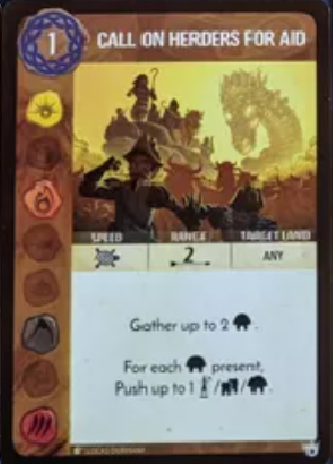 1 CALL ON HERDERS FOR AID
SPEED RANGE TARGET LAND
2 ANY
Gather up to 2 .
For each present,
Push up to 1 / / .